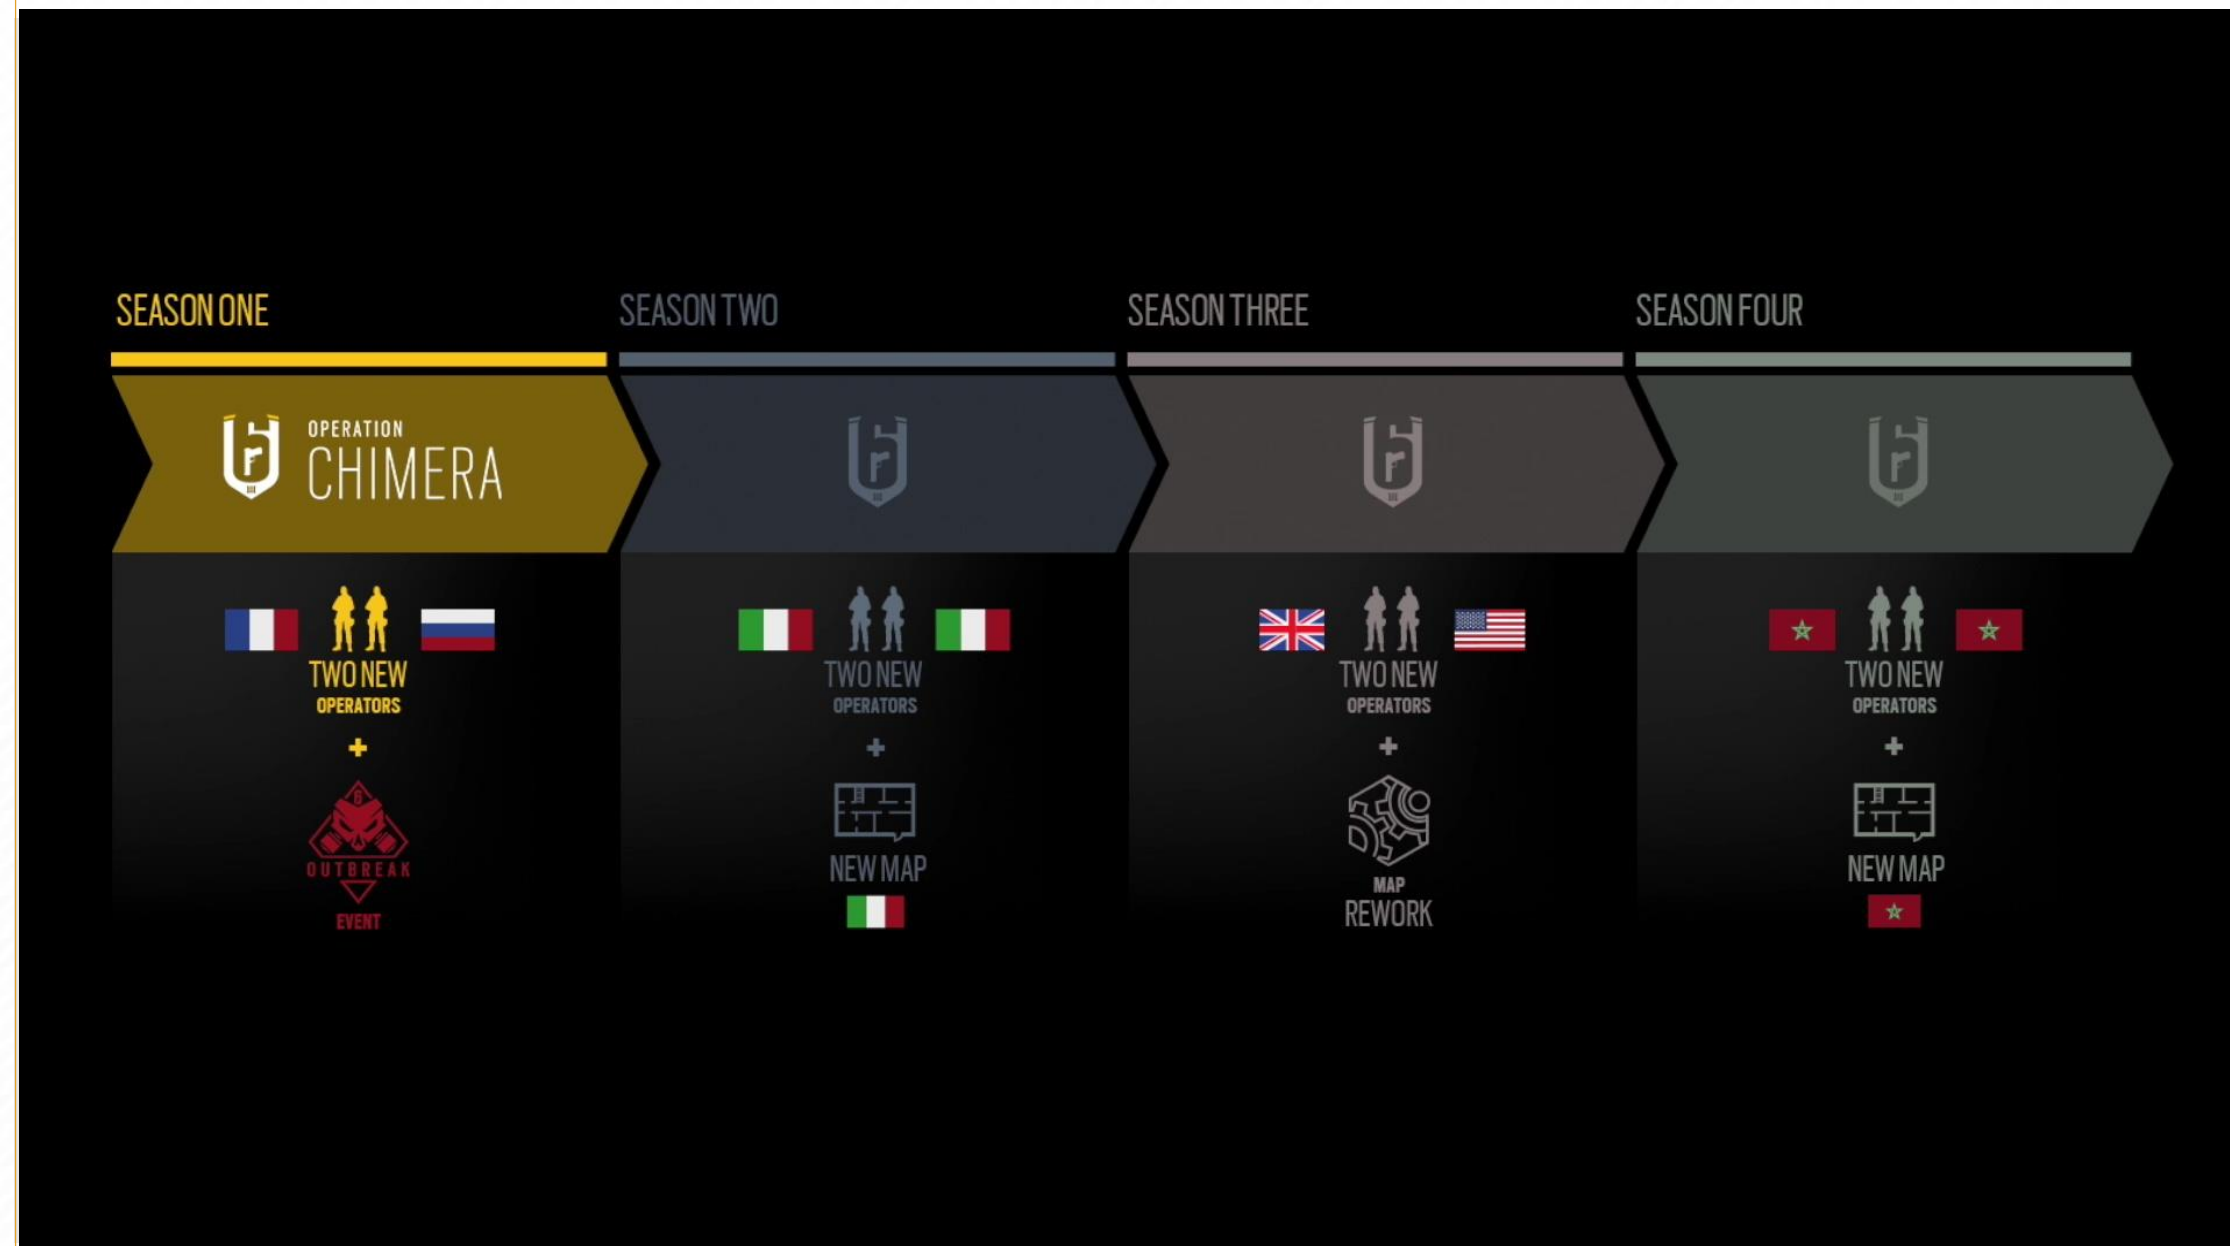 SEASON ONE
SEASON TWO
SEASON THREE
SEASON FOUR
OPERATION
CHIMERA
TWO NEW
OPERATORS
+
OUTBREAK
EVENT
TWO NEW
OPERATORS
+
NEW MAP
TWO NEW
OPERATORS
+
MAP
REWORK
TWO NEW
OPERATORS
+
NEW MAP